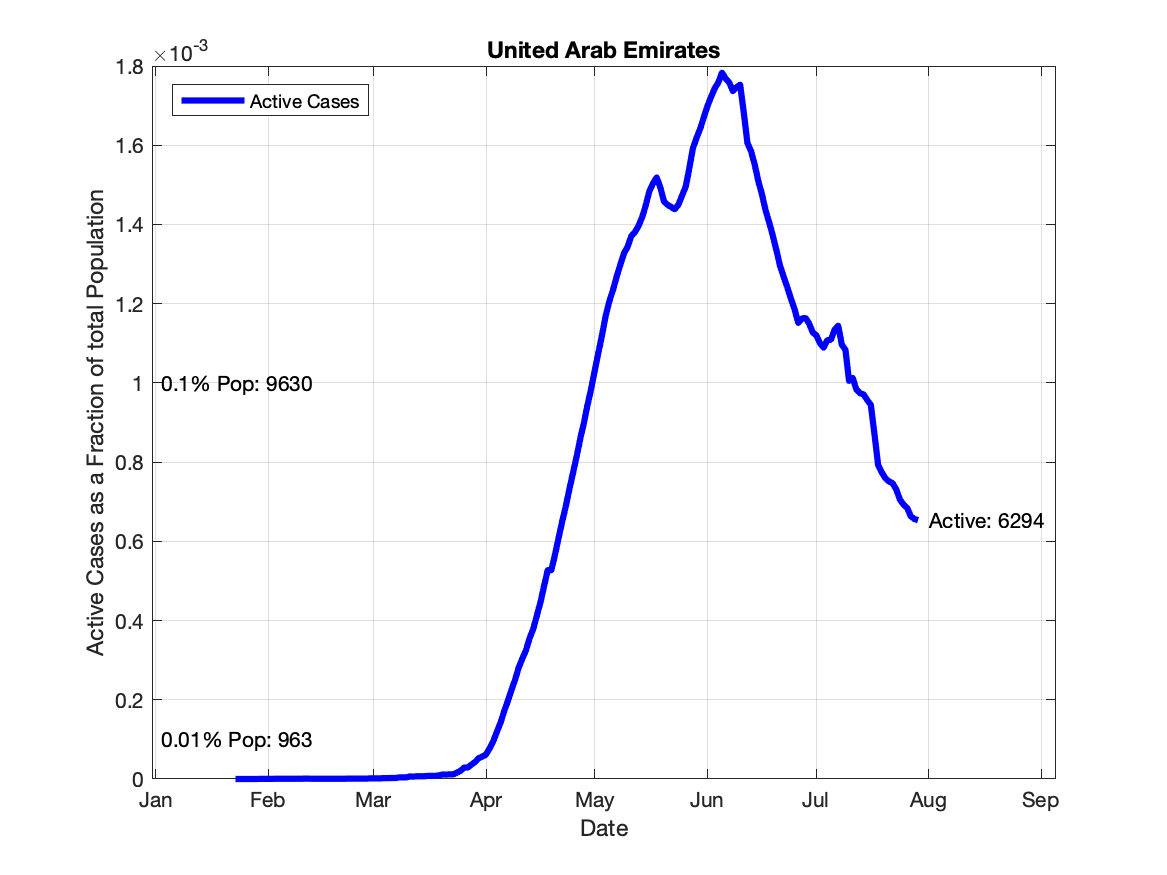 United Arab Emirates
×10-3
1.8
Active Cases
1.6
1.4
1.2
1
0.1% Pop: 9630
0.8
Active: 6294
0.6
0.4
0.2
0.01% Pop: 963
0
Active Cases as a Fraction of total Population
Jan Feb Mar Apr May Jun Jul Aug Sep
Date